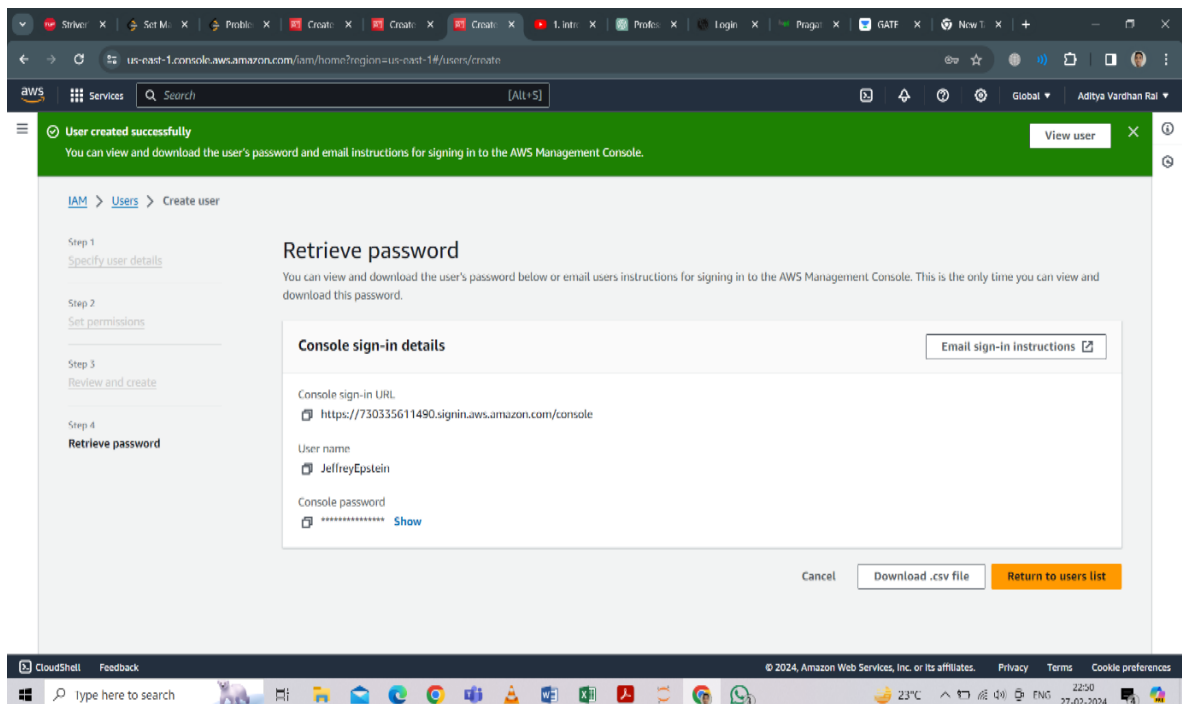 Striver
Set Ma
Proble
Create
Create
Create
1. intro
Profes
Login
Pragat
GATE
New T
us-east-1.console.aws.amazon.com/iam/home?region=us-east-1#/users/create
aws
Services
Search
[Alt+S]
Global
Aditya Vardhan Rai
User created successfully
You can view and download the user's password and email instructions for signing in to the AWS Management Console.
View user
IAM > Users > Create user
Step 1
Specify user details
Step 2
Set permissions
Step 3
Review and create
Step 4
Retrieve password
Retrieve password
You can view and download the user's password below or email users instructions for signing in to the AWS Management Console. This is the only time you can view and
download this password.
Console sign-in details
Email sign-in instructions
Console sign-in URL
https://730335611490.signin.aws.amazon.com/console
User name
JeffreyEpstein
Console password
*************** Show
Cancel
Download .csv file
Return to users list
CloudShell
Feedback
© 2024, Amazon Web Services, Inc. or its affiliates.
Privacy
Terms
Cookie preferences
Type here to search
23°C
ENG
22:50
27-02-2024